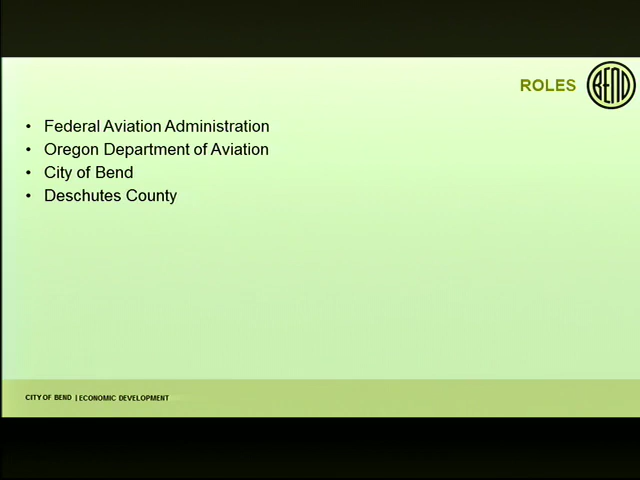 ROLES
BEND
• Federal Aviation Administration
• Oregon Department of Aviation
• City of Bend
• Deschutes County
CITY OF BEND | ECONOMIC DEVELOPMENT